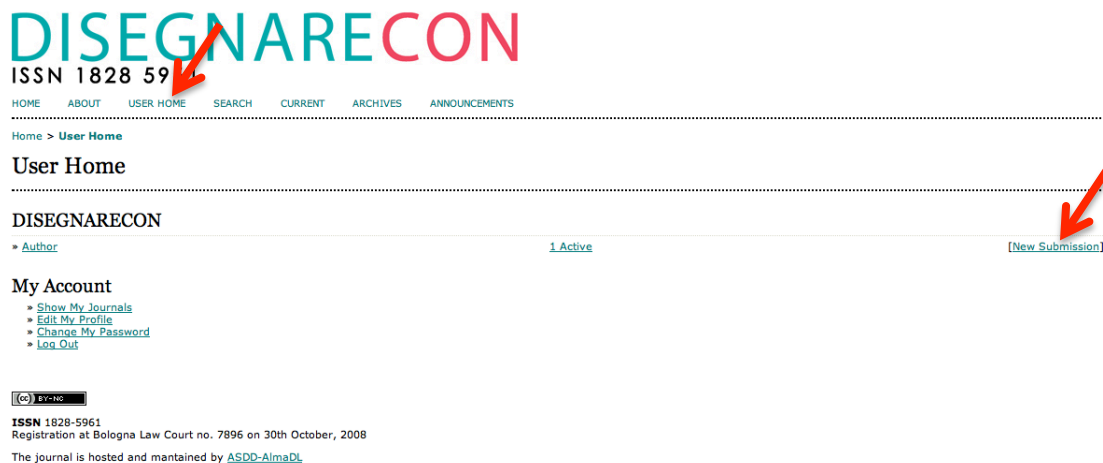 DISEGNARECON
ISSN 1828 59
HOME ABOUT USER HOME SEARCH CURRENT ARCHIVES ANNOUNCEMENTS
Home > User Home
User Home
DISEGNARECON
» Author 1 Active [New Submission]
My Account
» Show My Journals
» Edit My Profile
» Change My Password
» Log Out
(cc) BY-NC
ISSN 1828-5961
Registration at Bologna Law Court no. 7896 on 30th October, 2008
The journal is hosted and mantained by ASDD-AlmaDL